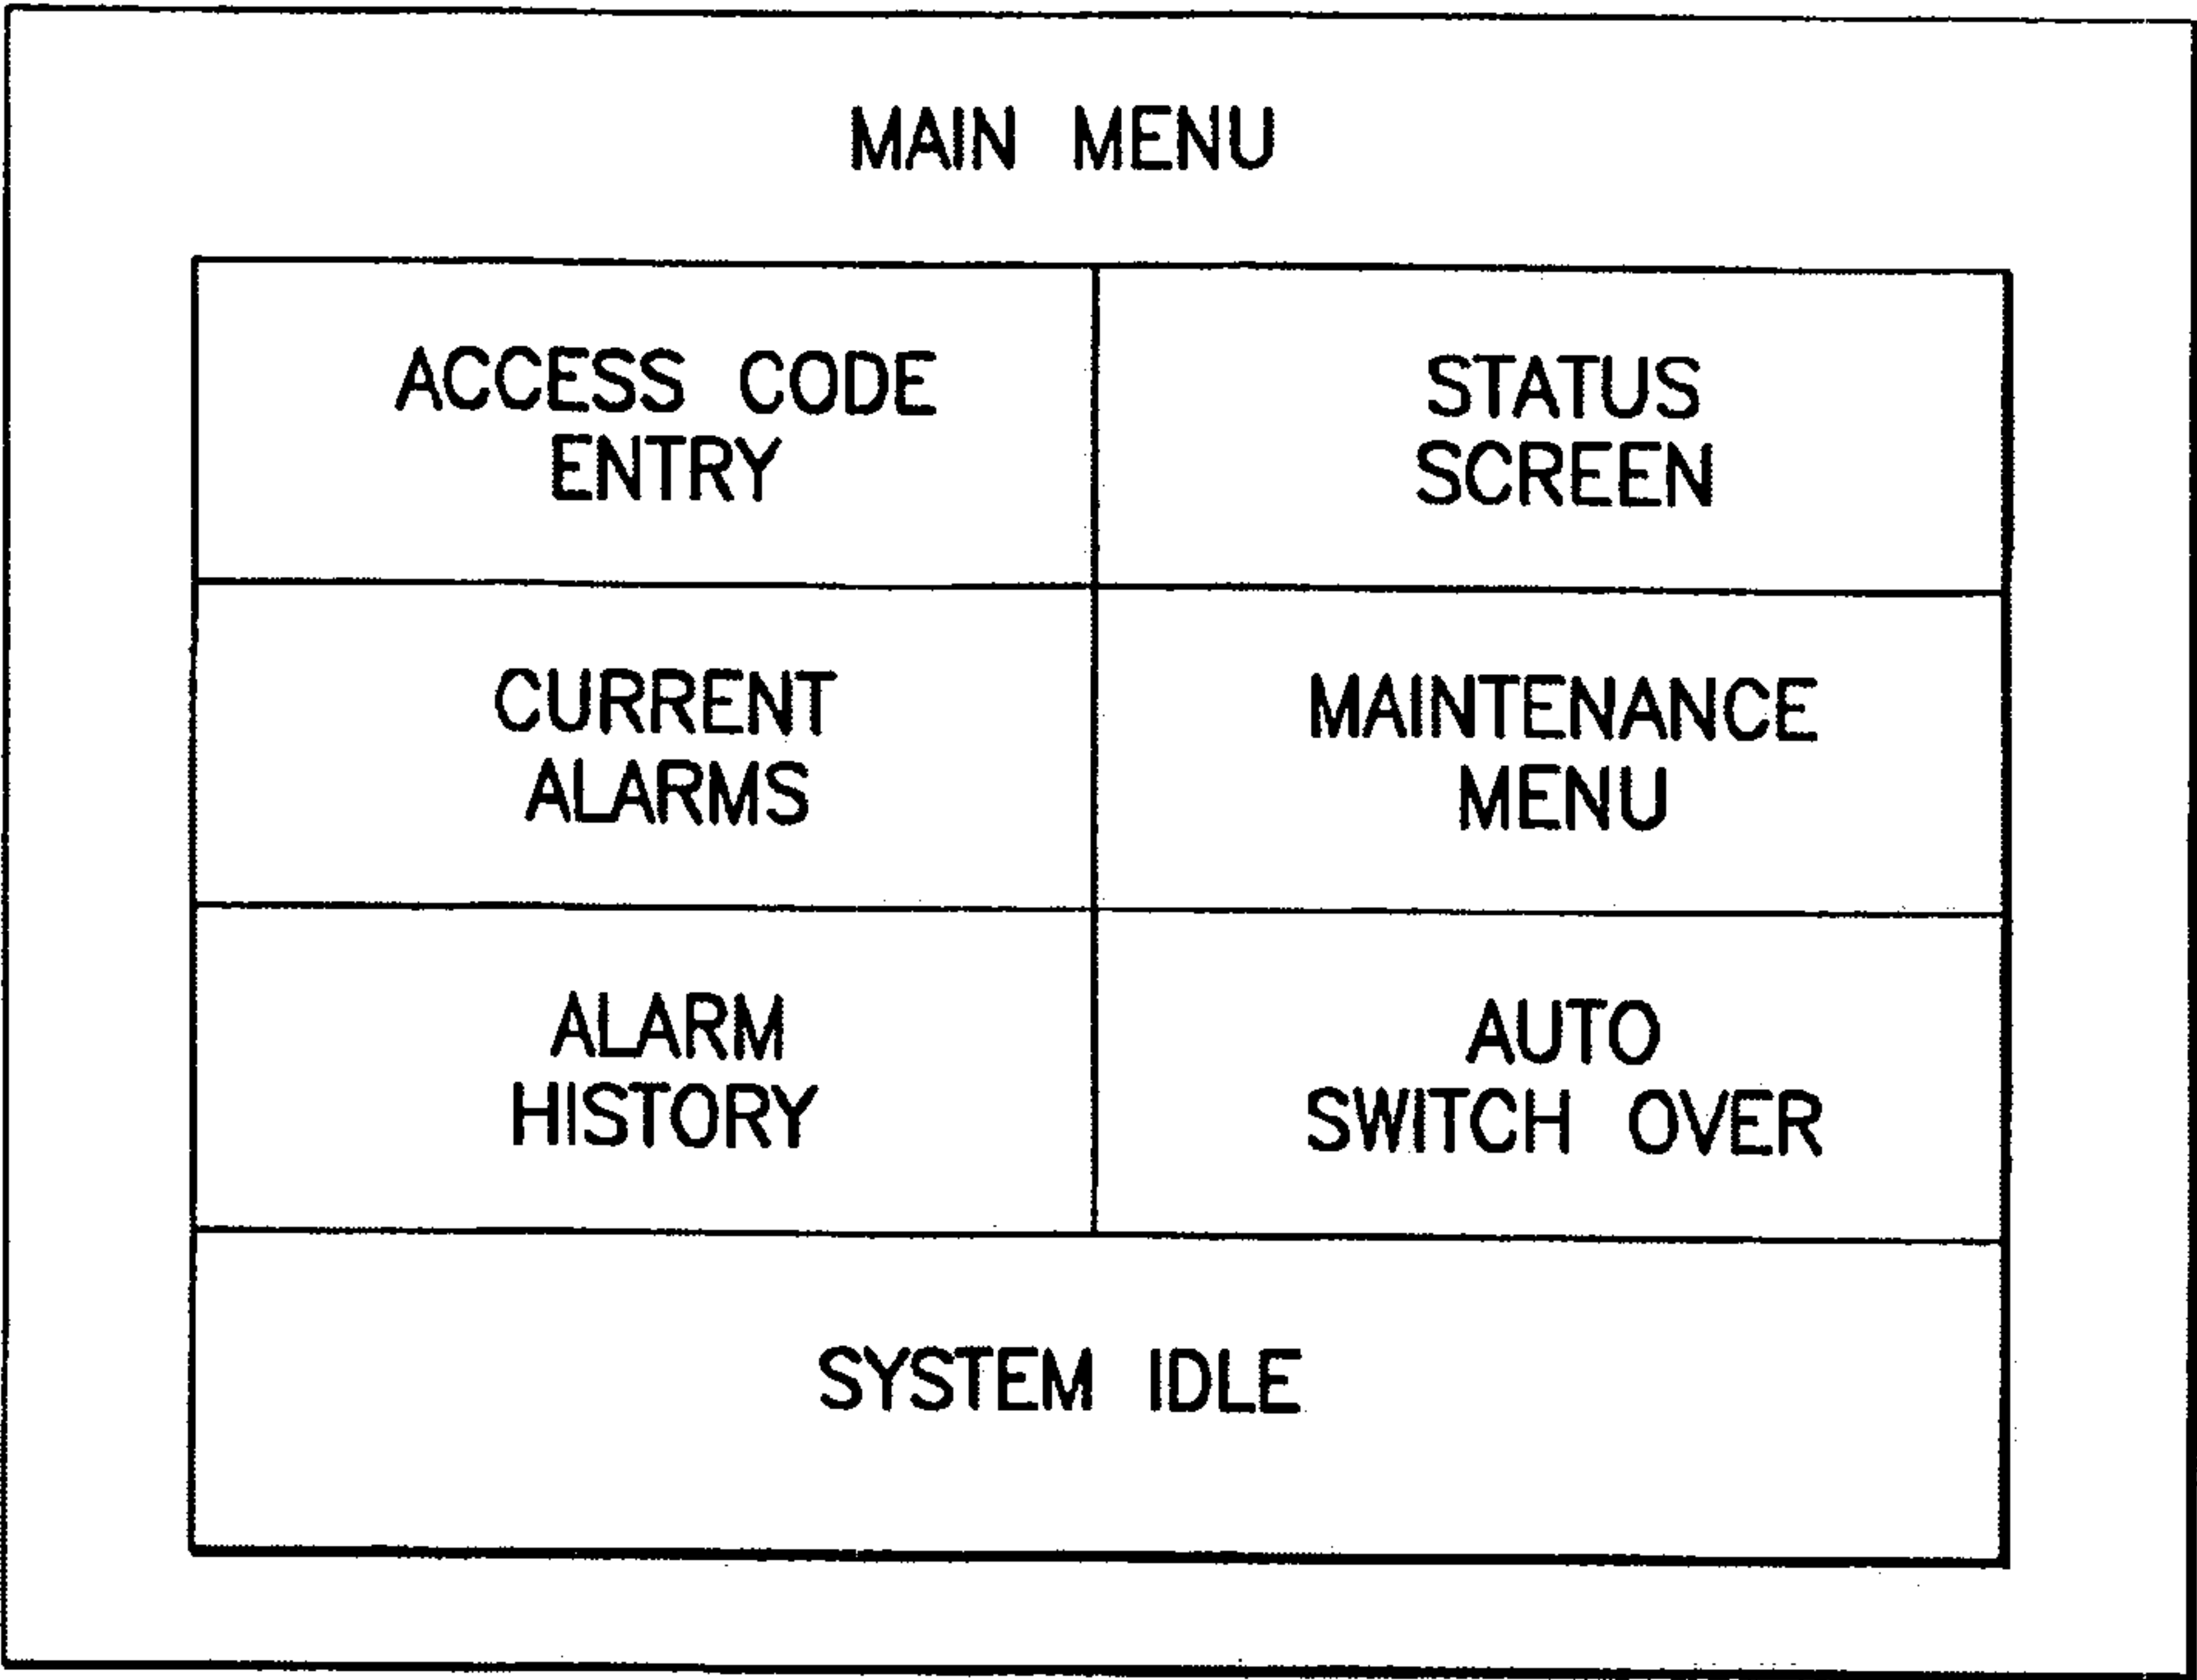 MAIN MENU
ACCESS CODE
ENTRY
STATUS
SCREEN
CURRENT
ALARMS
MAINTENANCE
MENU
ALARM
HISTORY
AUTO
SWITCH OVER
SYSTEM IDLE